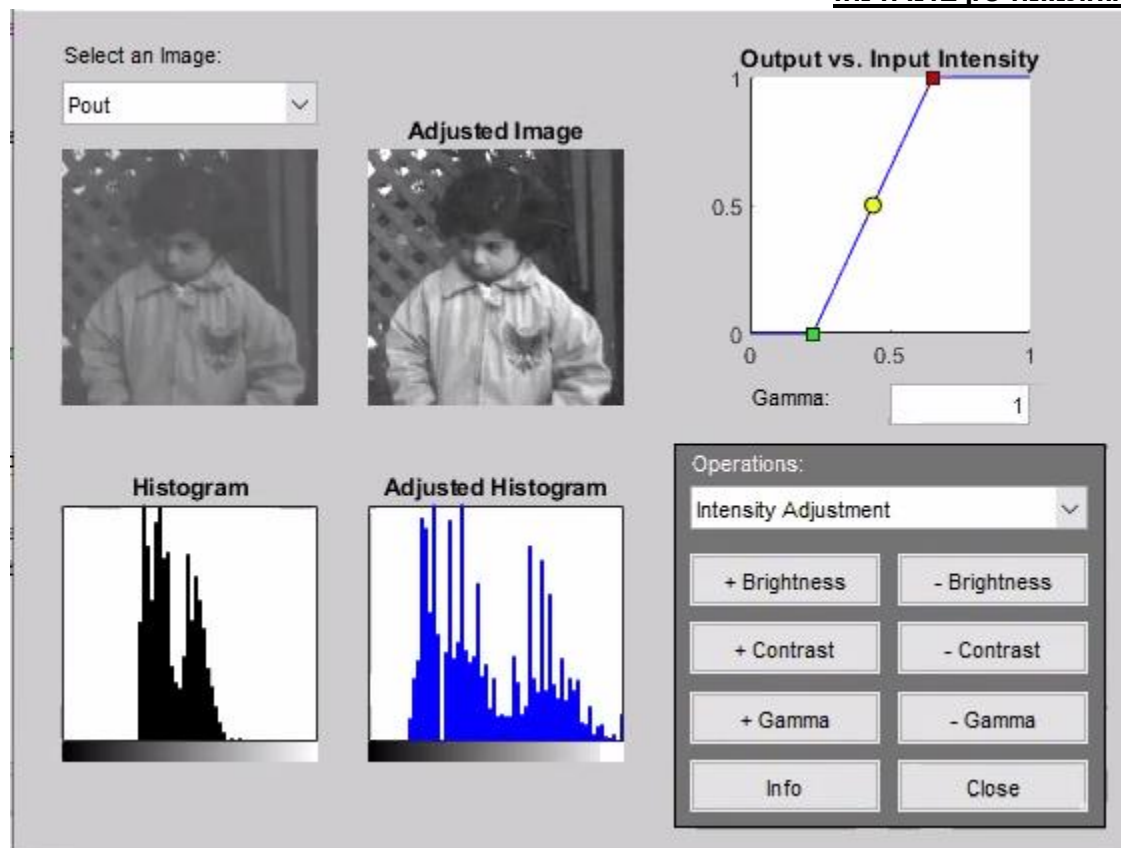 Select an Image:
Pout
Adjusted Image
Output vs. Input Intensity
1
0.5
0
0
0.5
1
Gamma:
1
Histogram
Adjusted Histogram
Operations:
Intensity Adjustment
+ Brightness
- Brightness
+ Contrast
- Contrast
+ Gamma
- Gamma
Info
Close